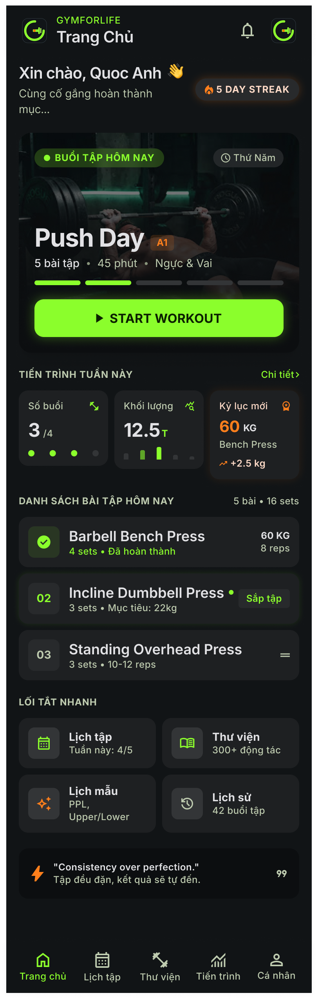 GYMFORLIFE
Trang Chủ
Xin chào, Quoc Anh 👋
Cùng cố gắng hoàn thành
mục...
5 DAY STREAK
BUỔI TẬP HÔM NAY
Thứ Năm
ROGUE
Push Day
A1
5 bài tập • 45 phút • Ngực & Vai
START WORKOUT
TIẾN TRÌNH TUẦN NÀY
Chi tiết
Số buổi
3 /4
Khối lượng
12.5 T
Kỷ lục mới
60 KG
Bench Press
+2.5 kg
DANH SÁCH BÀI TẬP HÔM NAY
5 bài • 16 sets
Barbell Bench Press
4 sets • Đã hoàn thành
60 KG
8 reps
02
Incline Dumbbell Press
3 sets • Mục tiêu: 22kg
Sắp tập
03
Standing Overhead Press
3 sets • 10-12 reps
LỐI TẮT NHANH
Lịch tập
Tuần này: 4/5
Thư viện
300+ động tác
Lịch mẫu
PPL,
Upper/Lower
Lịch sử
42 buổi tập
"Consistency over perfection."
Tập đều đặn, kết quả sẽ tự đến.
Trang chủ
Lịch tập
Thư viện
Tiến trình
Cá nhân